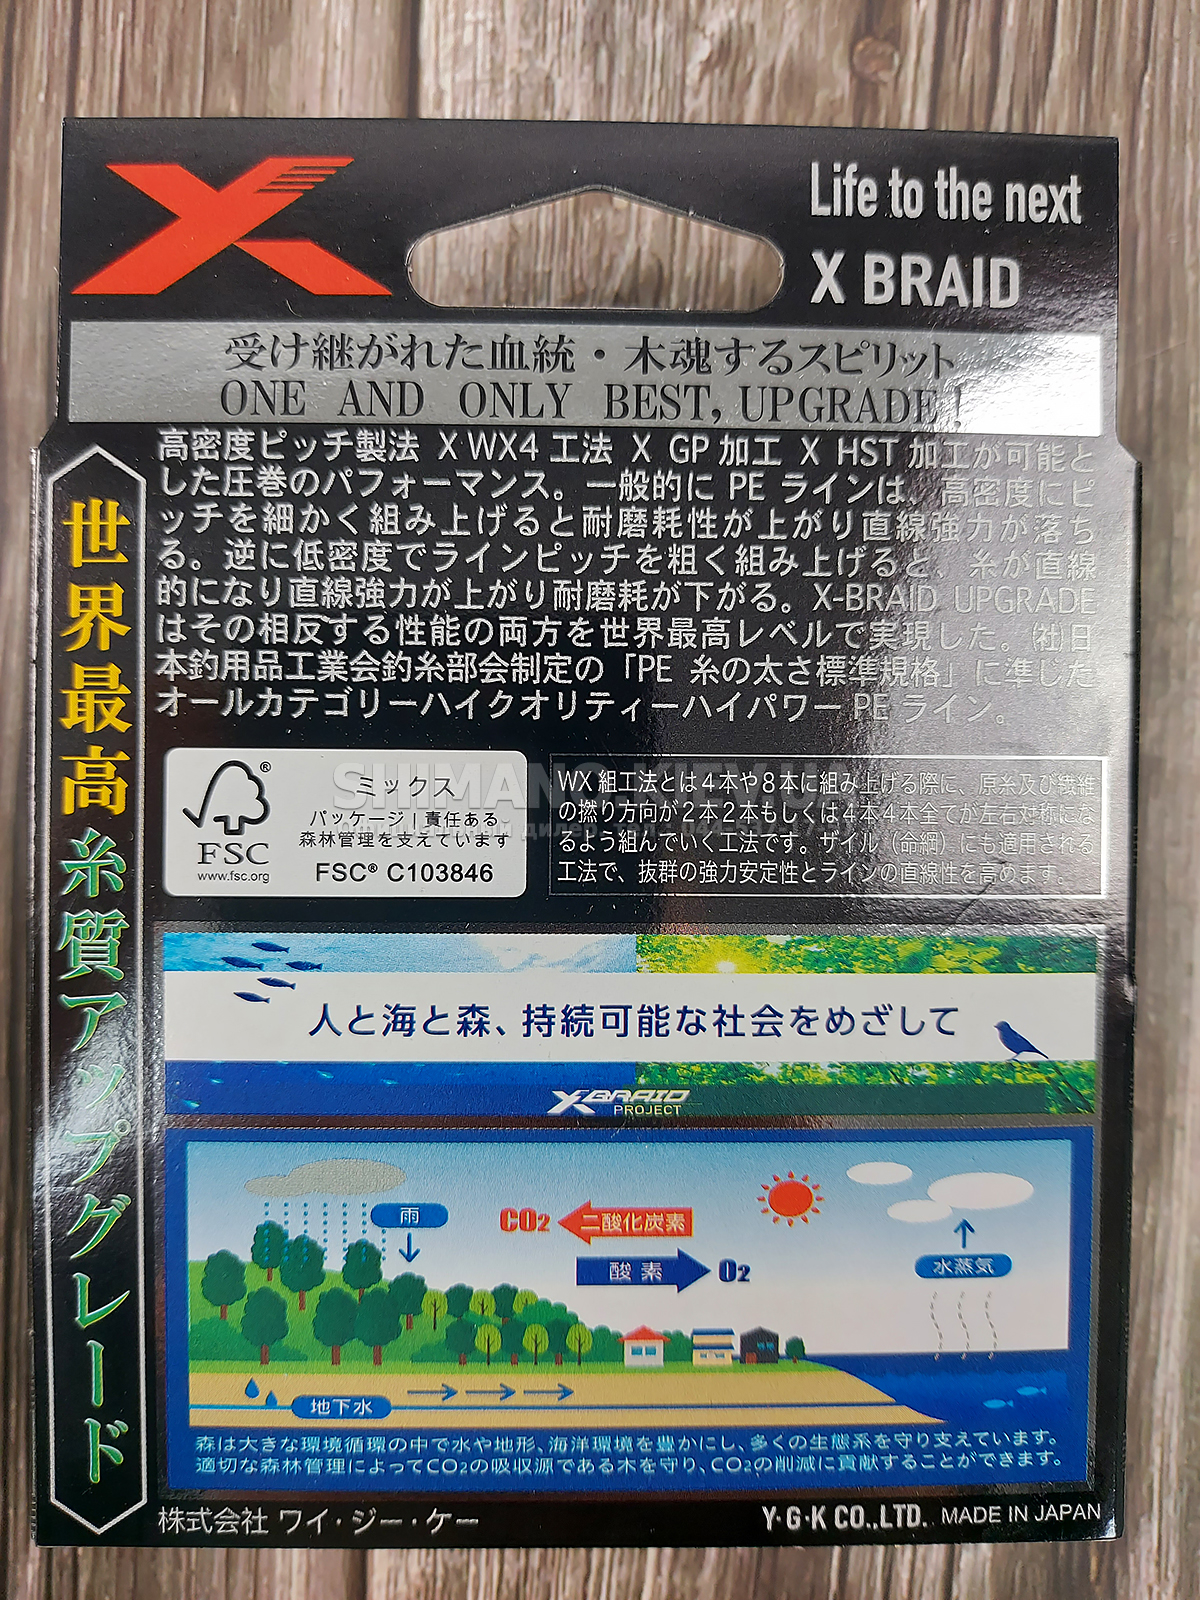 Life to the next
X BRAID
受け継がれた血統・木魂するスピリット
ONE AND ONLY BEST, UPGRADE!
世界最高糸質アップグレード
高密度ピッチ製法 X WX4 工法 X GP 加工 X HST 加工が可能と
した圧巻のパフォーマンス。一般的に PE ラインは、高密度にピ
ッチを細かく組み上げると耐磨耗性が上がり直線強力が落ち
る。逆に低密度でラインピッチを粗く組み上げると、糸が直線
的になり直線強力が上がり耐磨耗が下がる。X-BRAID UPGRADE
はその相反する性能の両方を世界最高レベルで実現した。㈳日
本釣用品工業会釣糸部会制定の「PE 糸の太さ標準規格」に準じた
オールカテゴリーハイクオリティーハイパワー PE ライン。
FSC
www.fsc.org
ミックス
パッケージ|責任ある
森林管理を支えています
FSC® C103846
SHIMANO.KIEV.UA
WX 組工法とは4本や8本に組み上げる際に、原糸及び繊維
の撚り方向が2本2本もしくは4本4本全てが左右対称にな
るよう組んでいく工法です。ザイル（命綱）にも適用される
工法で、抜群の強力安定性とラインの直線性を高めます。
人と海と森、持続可能な社会をめざして
X BRAID
PROJECT
雨
CO2 二酸化炭素
酸素 O2
水蒸気
地下水
森は大きな環境循環の中で水や地形、海洋環境を豊かにし、多くの生態系を守り支えています。
適切な森林管理によってCO2の吸収源である木を守り、CO2の削減に貢献することができます。
株式会社 ワイ・ジー・ケー
Y·G·K CO.,LTD. MADE IN JAPAN